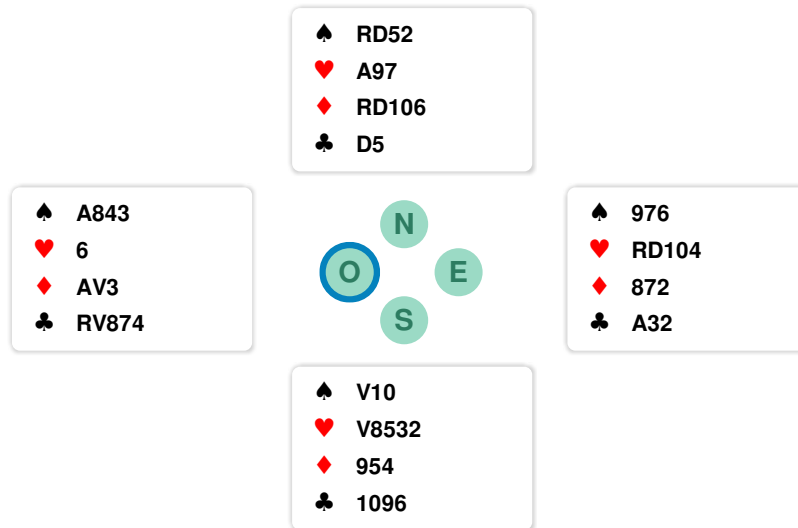 ♠ RD52
♥ A97
♦ RD106
♣ D5
♠ A843
♥ 6
♦ AV3
♣ RV874
N
O E
S
♠ 976
♥ RD104
♦ 872
♣ A32
♠ V10
♥ V8532
♦ 954
♣ 1096